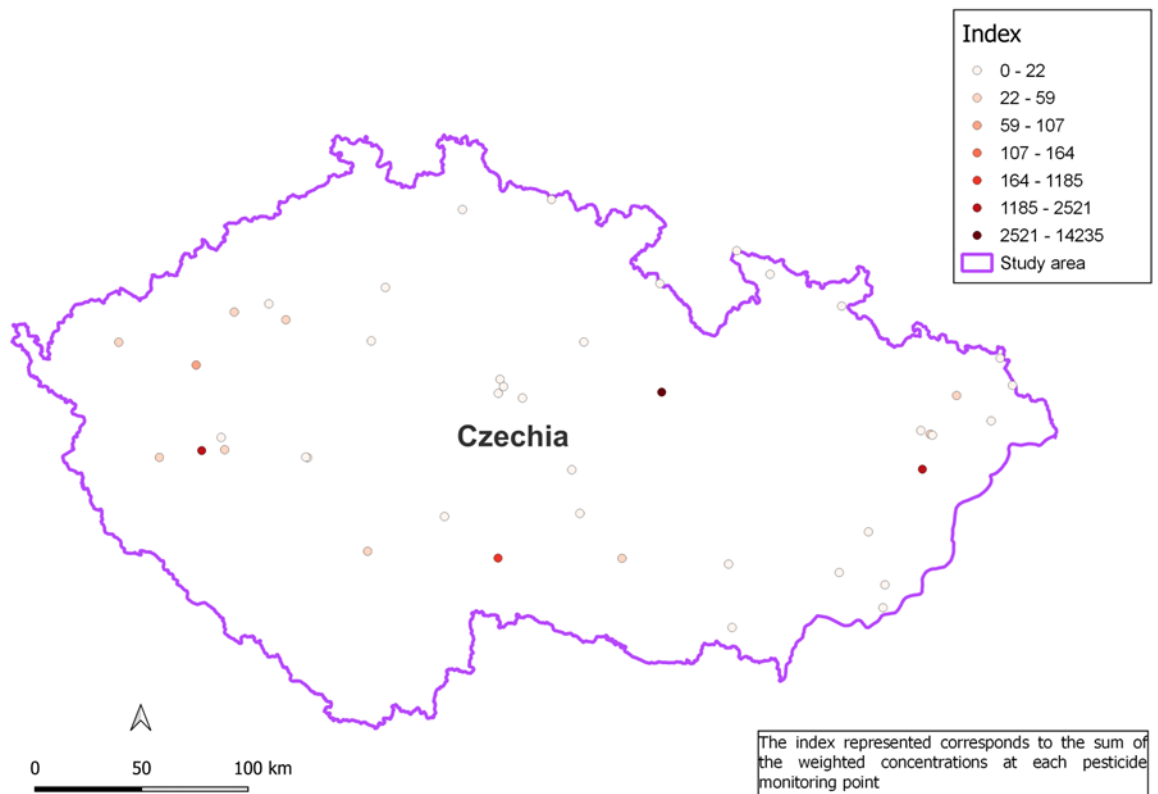 Index
0 - 22
22 - 59
59 - 107
107 - 164
164 - 1185
1185 - 2521
2521 - 14235
Study area
Czechia
0 50 100 km
The index represented corresponds to the sum of
the weighted concentrations at each pesticide
monitoring point